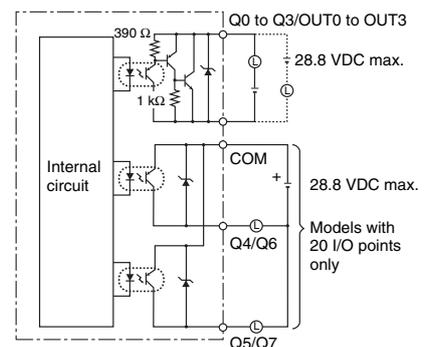 Q0 to Q3/OUT0 to OUT3
390 Ω
28.8 VDC max.
L
L
1 kΩ
Internal
circuit
COM
+
28.8 VDC max.
L
Q4/Q6
Models with
20 I/O points
only
L
Q5/Q7